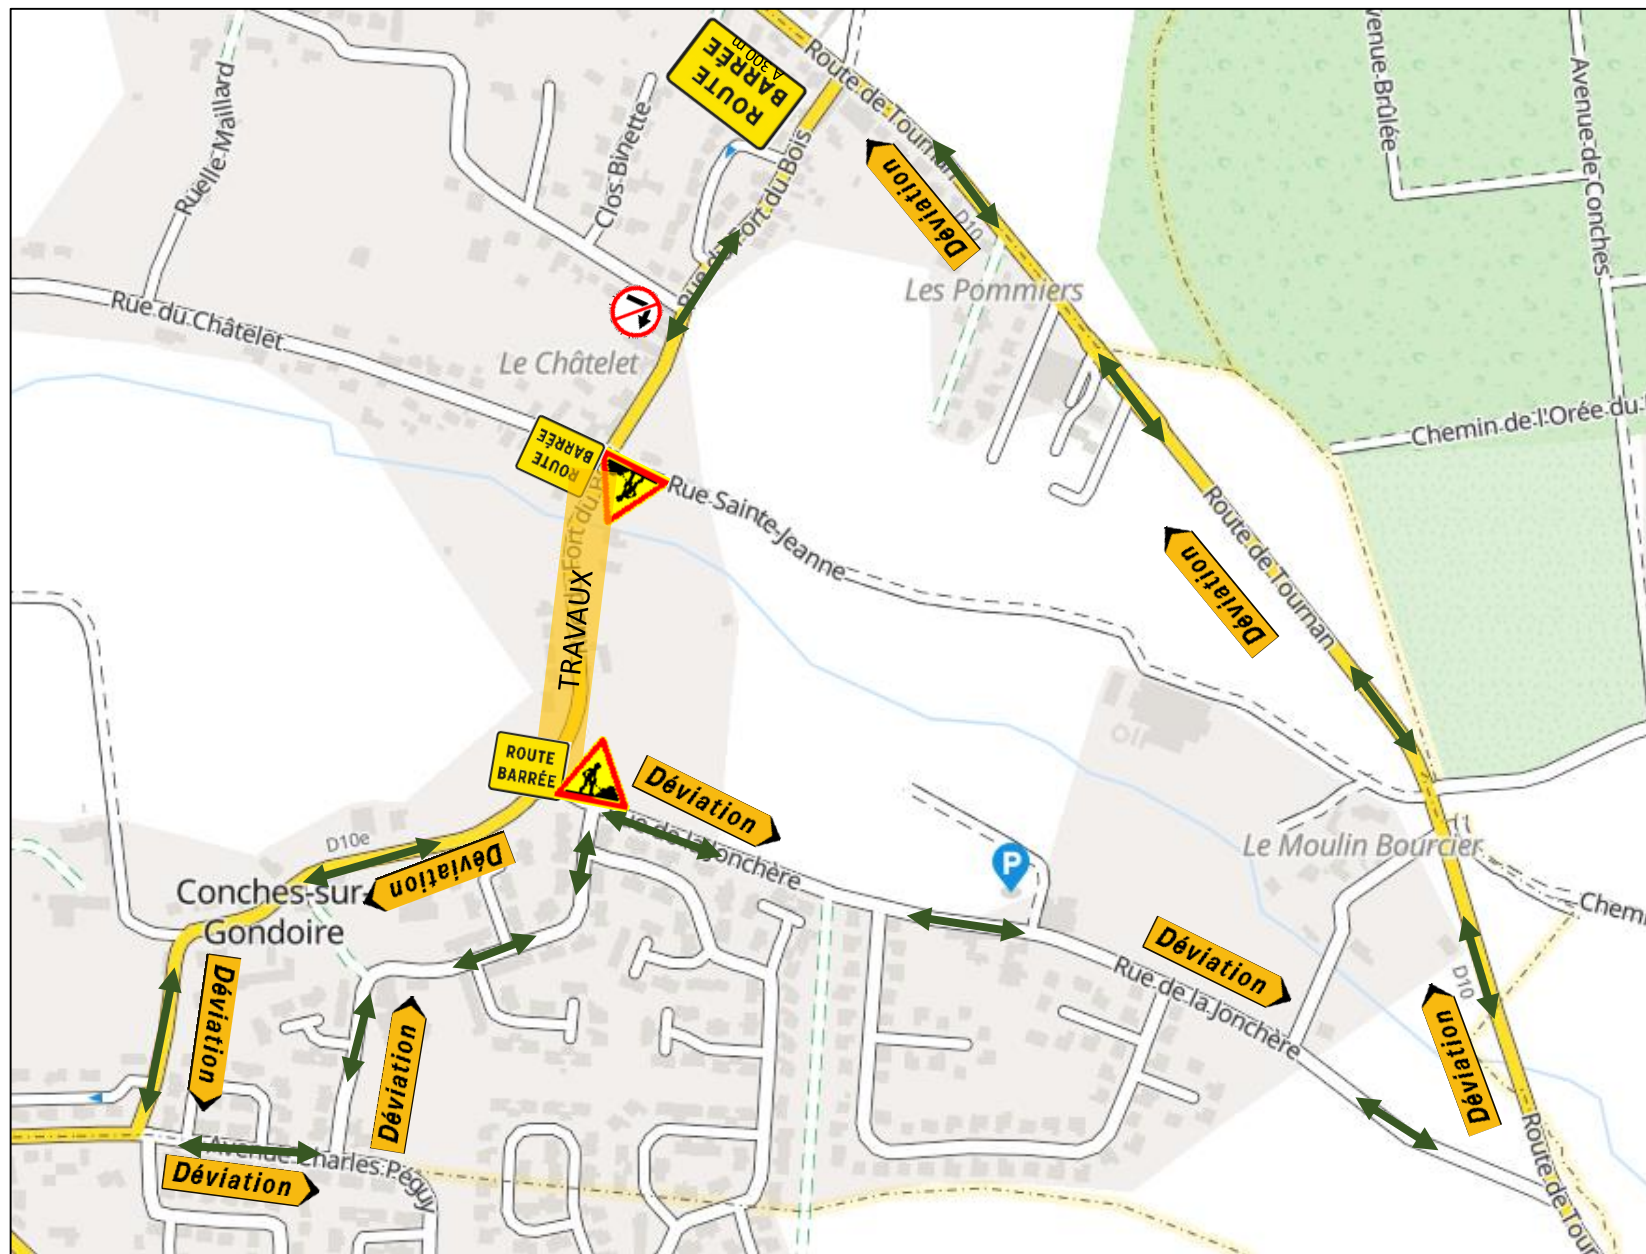 Route de Tournan
Avenue Brûlée
Avenue de Conches
ROUTE
BARRÉE
A 300 m
Ruelle Maillard
Clos Binette
Rue du Fort du Bois
Déviation
D10
Les Pommiers
Rue du Châtelet
Le Châtelet
Chemin de l'Orée du
ROUTE
BARRÉE
Rue Sainte-Jeanne
Fort du
Route de Tournan
Déviation
TRAVAUX
ROUTE
BARRÉE
Déviation
D10e
Déviation
Rue de la Jonchère
Le Moulin Bourcier
P
Conches-sur-
Gondoire
Chem
Déviation
Rue de la Jonchère
Déviation
D10
Déviation
Déviation
Avenue Charles Péguy
Déviation
Route de Tour